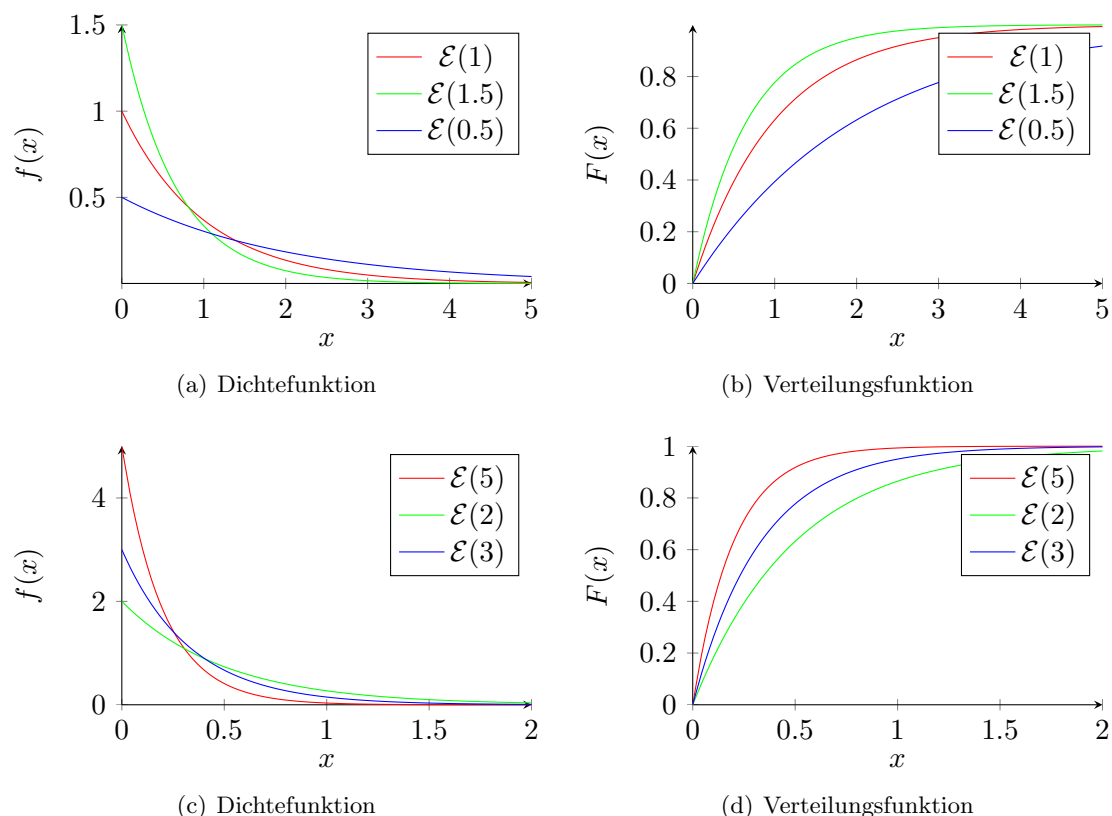 1.5
1
0.5
f(x)
0 1 2 3 4 5
x
ℰ(1)
ℰ(1.5)
ℰ(0.5)
(a) Dichtefunktion
0.8
0.6
0.4
0.2
0
F(x)
0 1 2 3 4 5
x
ℰ(1)
ℰ(1.5)
ℰ(0.5)
(b) Verteilungsfunktion
4
2
0
f(x)
0 0.5 1 1.5 2
x
ℰ(5)
ℰ(2)
ℰ(3)
(c) Dichtefunktion
1
0.8
0.6
0.4
0.2
0
F(x)
0 0.5 1 1.5 2
x
ℰ(5)
ℰ(2)
ℰ(3)
(d) Verteilungsfunktion